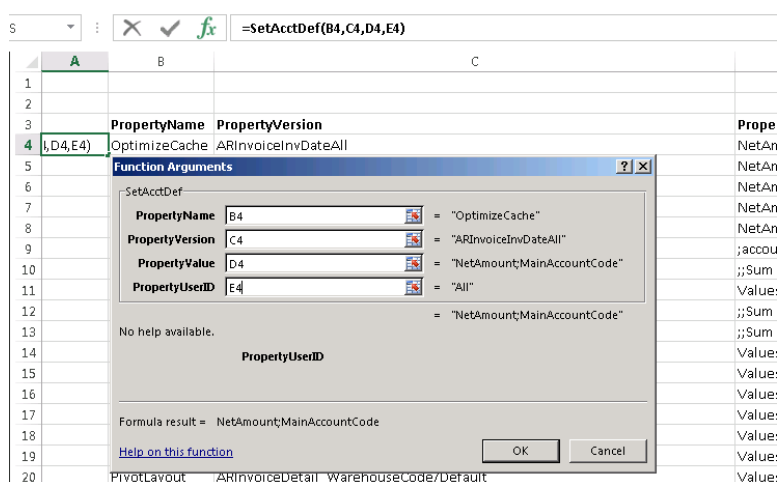 S fx =SetAcctDef(B4,C4,D4,E4)
A B C
1
2
3 PropertyName PropertyVersion Prope
4 I,D4,E4) OptimizeCache ARInvoiceInvDateAll NetAm
5 Function Arguments ? X NetAm
6 SetAcctDef NetAm
7 PropertyName B4 = "OptimizeCache" NetAm
8 PropertyVersion C4 = "ARInvoiceInvDateAll" NetAm
9 PropertyValue D4 = "NetAmount;MainAccountCode" ;accou
10 PropertyUserID E4 = "All" ;;Sum
11 Values
12 = "NetAmount;MainAccountCode" ;;Sum
13 No help available. ;;Sum
14 PropertyUserID Values
15 Values
16 Values
17 Formula result = NetAmount;MainAccountCode Values
18 Values
19 Help on this function OK Cancel Values
20 PivotLayout ARInvoiceDetail_WarehouseCode/Default Values